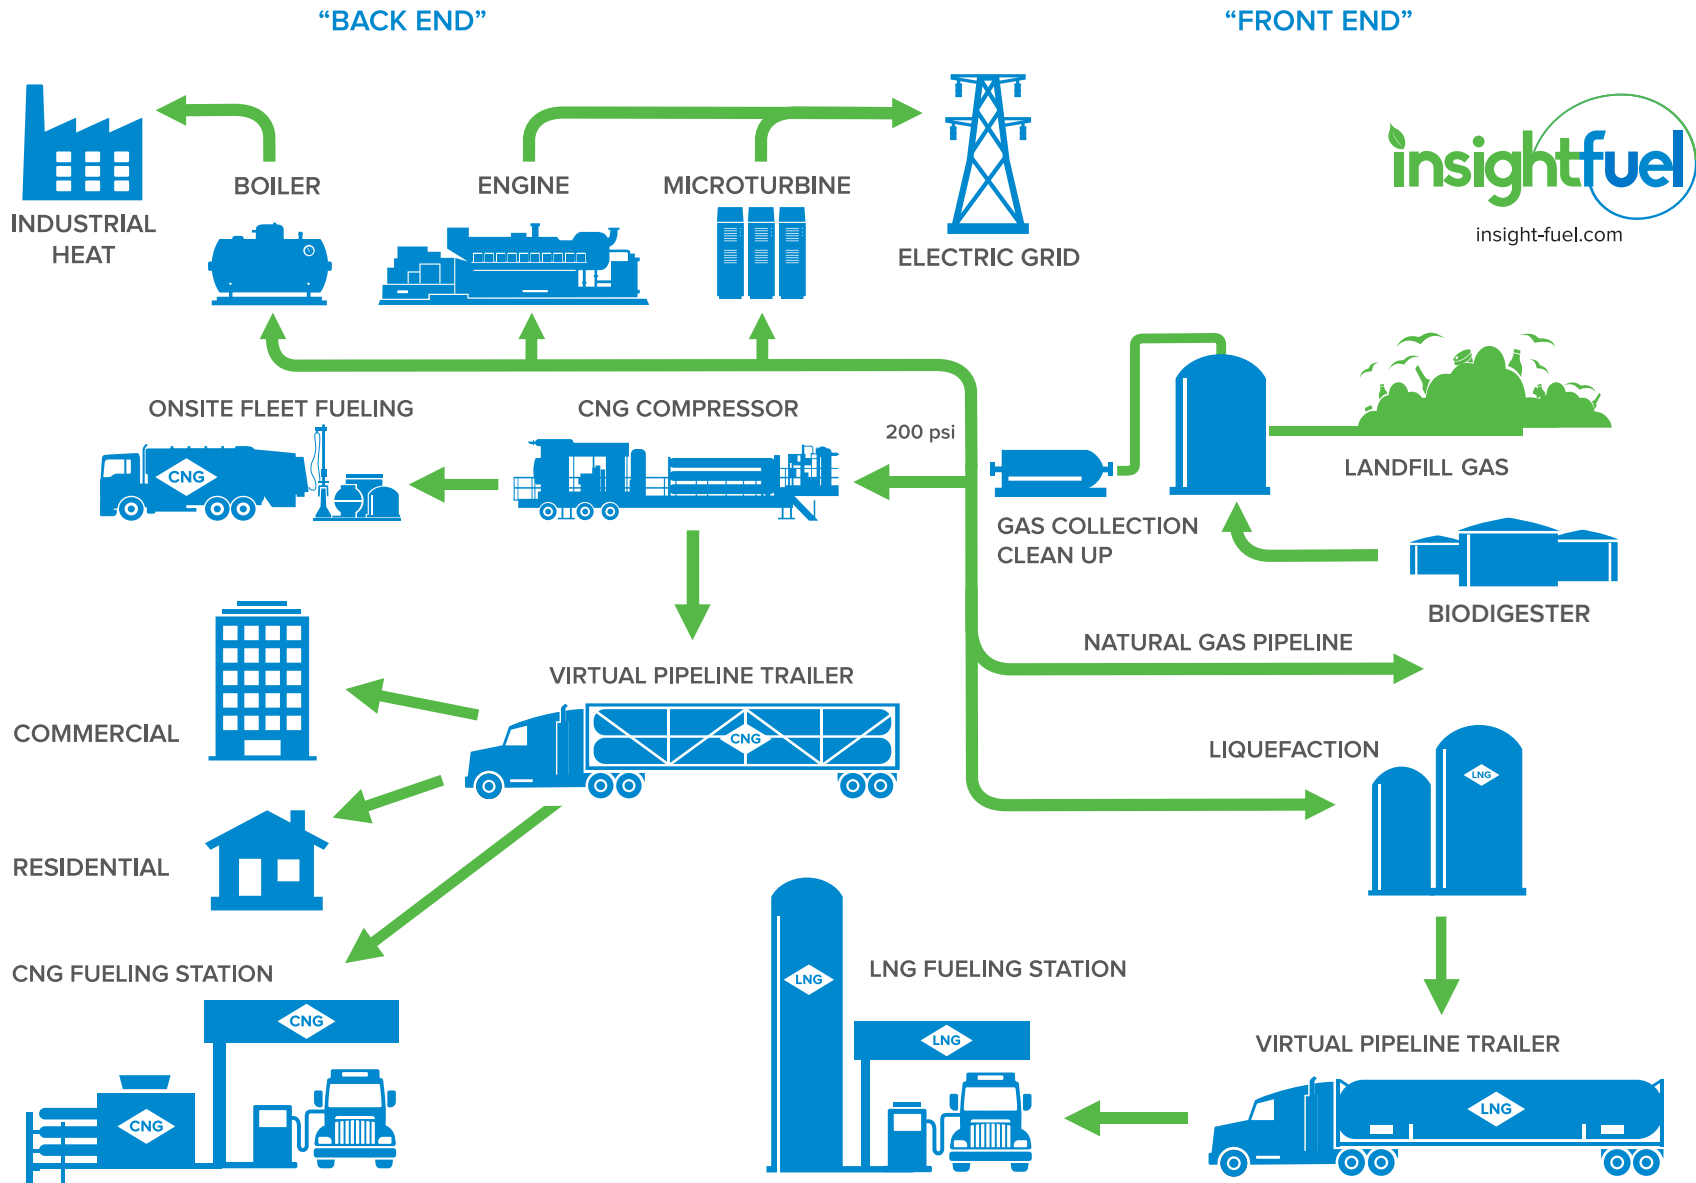 “BACK END”
“FRONT END”
insightfuel
insight-fuel.com
INDUSTRIAL
HEAT
BOILER
ENGINE
MICROTURBINE
ELECTRIC GRID
ONSITE FLEET FUELING
CNG
CNG COMPRESSOR
200 psi
GAS COLLECTION
CLEAN UP
LANDFILL GAS
BIODIGESTER
NATURAL GAS PIPELINE
VIRTUAL PIPELINE TRAILER
CNG
COMMERCIAL
RESIDENTIAL
LIQUEFACTION
LNG
CNG FUELING STATION
CNG
CNG
LNG FUELING STATION
LNG
LNG
VIRTUAL PIPELINE TRAILER
LNG